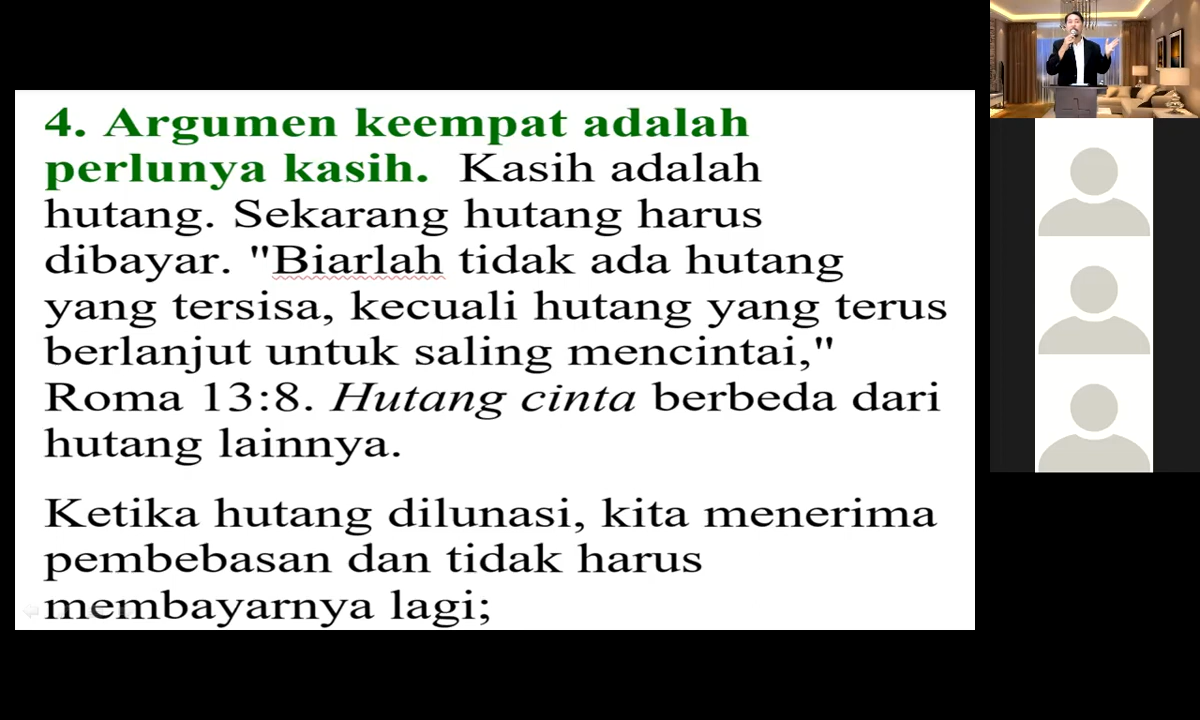 4. Argumen keempat adalah
perlunya kasih. Kasih adalah
hutang. Sekarang hutang harus
dibayar. "Biarlah tidak ada hutang
yang tersisa, kecuali hutang yang terus
berlanjut untuk saling mencintai,"
Roma 13:8. Hutang cinta berbeda dari
hutang lainnya.
Ketika hutang dilunasi, kita menerima
pembebasan dan tidak harus
membayarnya lagi;